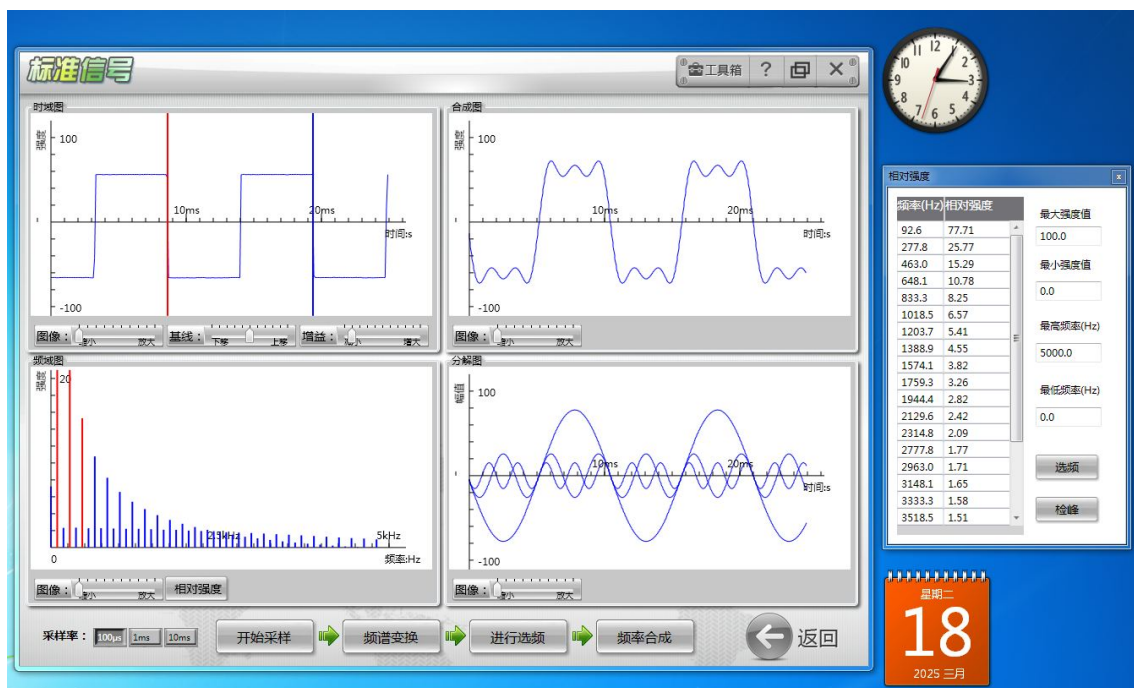 标准信号
工具箱 ?
时域图
强度
100
10ms
20ms
时间:s
-100
图像： 缩小 放大 基线： 下移 上移 增益： 减小 增大
合成图
强度
100
10ms
20ms
时间:s
-100
图像： 缩小 放大
频域图
强度
20
2.5kHz
5kHz
0
频率:Hz
图像： 缩小 放大 相对强度
分解图
幅值
100
10ms
20ms
时间:s
-100
图像： 缩小 放大
采样率： 100μs 1ms 10ms 开始采样 频谱变换 进行选频 频率合成 返回
11 12
10 2
9 3
8 4
7 6 5
相对强度
频率(Hz) 相对强度
92.6 77.71
277.8 25.77
463.0 15.29
648.1 10.78
833.3 8.25
1018.5 6.57
1203.7 5.41
1388.9 4.55
1574.1 3.82
1759.3 3.26
1944.4 2.82
2129.6 2.42
2314.8 2.09
2777.8 1.77
2963.0 1.71
3148.1 1.65
3333.3 1.58
3518.5 1.51
最大强度值
100.0
最小强度值
0.0
最高频率(Hz)
5000.0
最低频率(Hz)
0.0
选频
检峰
星期二
18
2025 三月